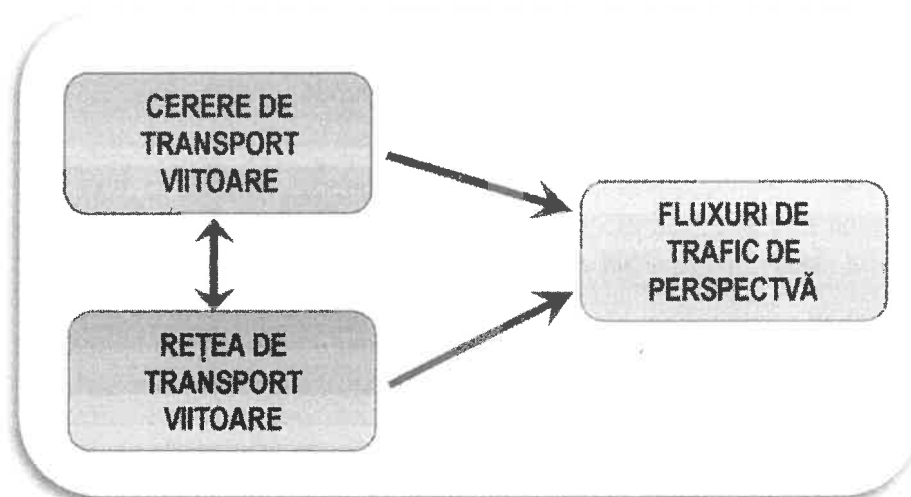 CERERE DE
TRANSPORT
VIITOARE
FLUXURI DE
TRAFIC DE
PERSPECTVĂ
REȚEA DE
TRANSPORT
VIITOARE